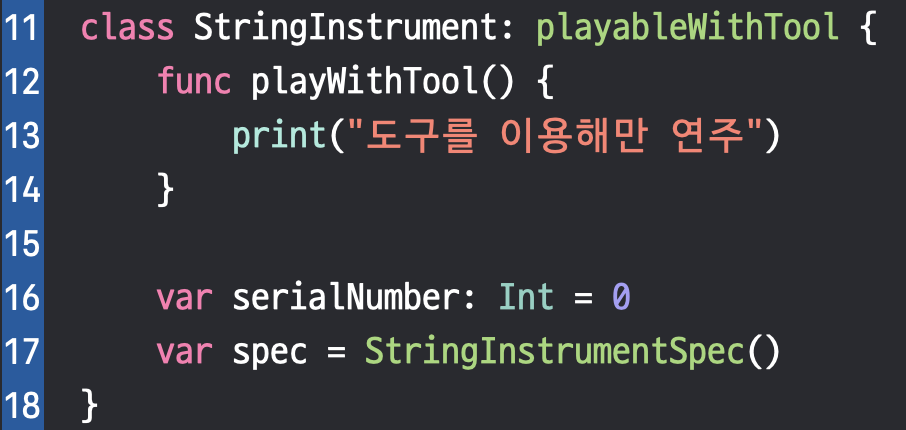 11 class StringInstrument: playableWithTool {
12     func playWithTool() {
13         print("도구를 이용해만 연주")
14     }
15
16     var serialNumber: Int = 0
17     var spec = StringInstrumentSpec()
18 }